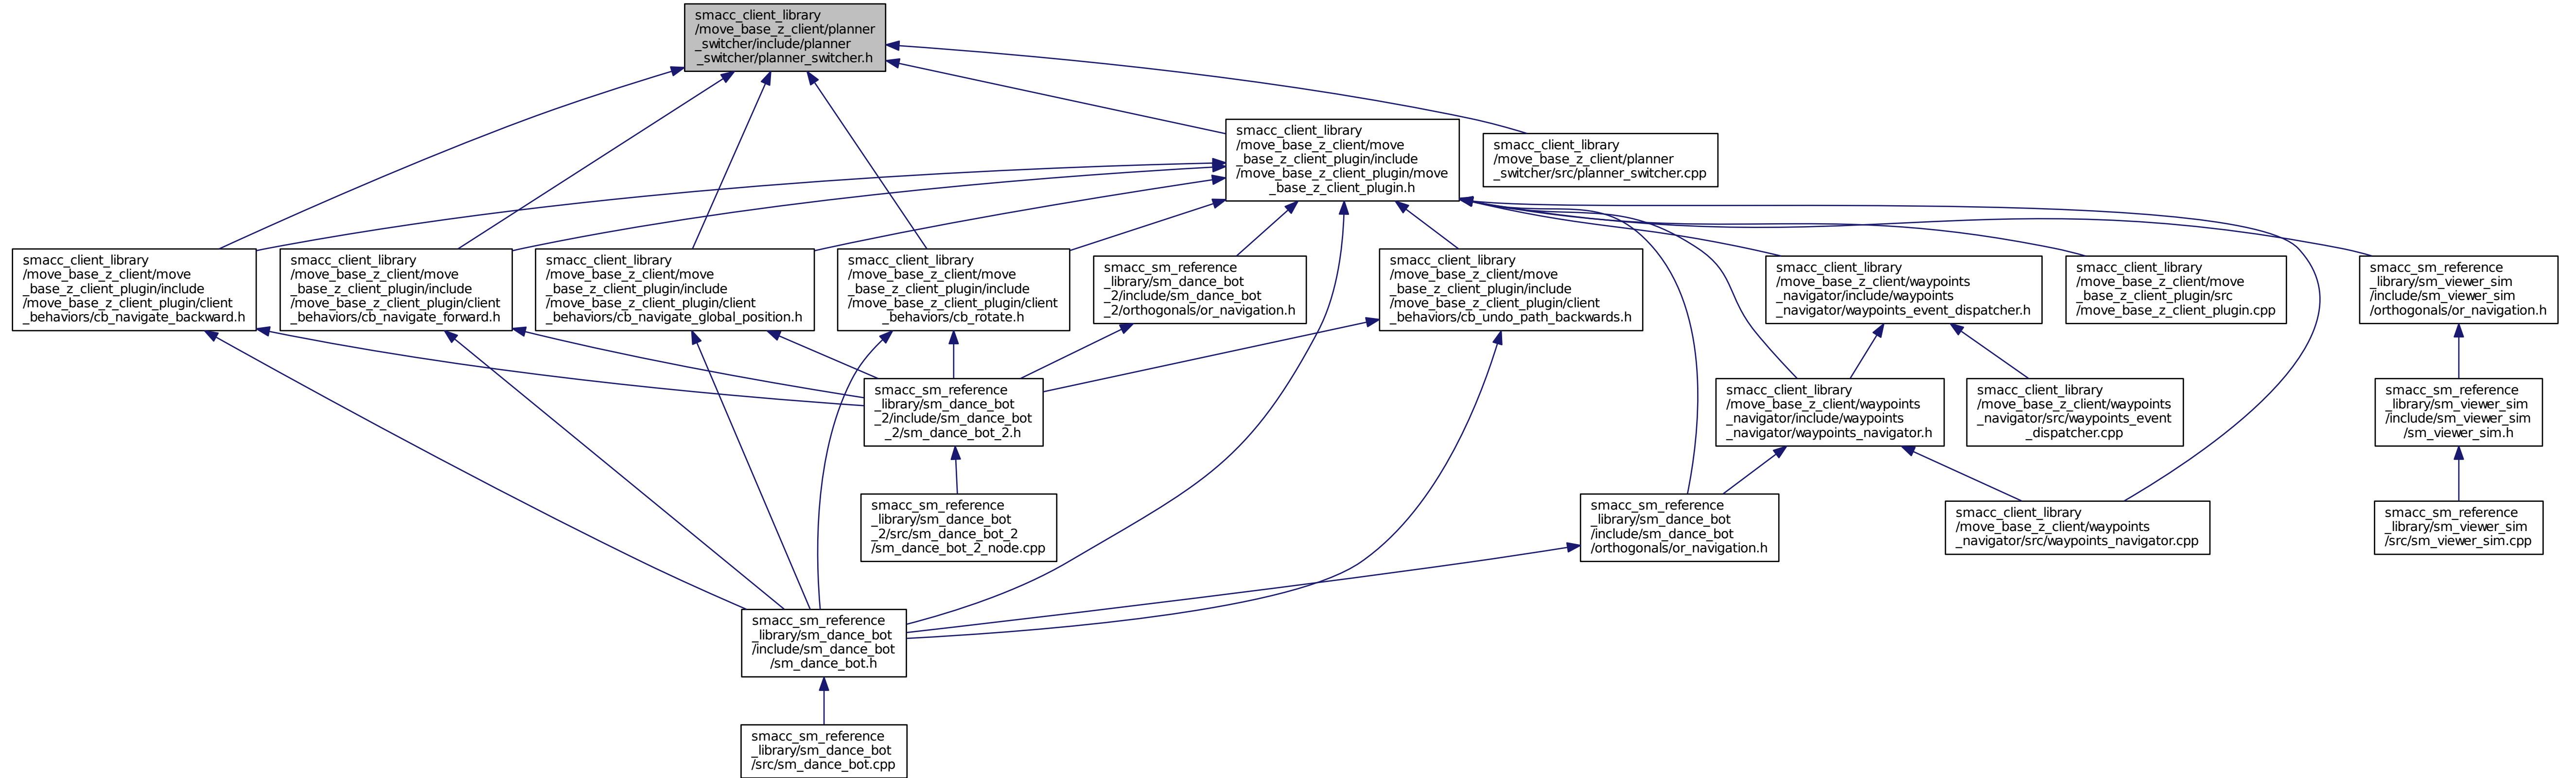 smacc_client_library
/move_base_z_client/planner
_switcher/include/planner
_switcher/planner_switcher.h
smacc_client_library
/move_base_z_client/move
_base_z_client_plugin/include
/move_base_z_client_plugin/move
_base_z_client_plugin.h
smacc_client_library
/move_base_z_client/planner
_switcher/src/planner_switcher.cpp
smacc_client_library
/move_base_z_client/move
_base_z_client_plugin/include
/move_base_z_client_plugin/client
_behaviors/cb_navigate_backward.h
smacc_client_library
/move_base_z_client/move
_base_z_client_plugin/include
/move_base_z_client_plugin/client
_behaviors/cb_navigate_forward.h
smacc_client_library
/move_base_z_client/move
_base_z_client_plugin/include
/move_base_z_client_plugin/client
_behaviors/cb_navigate_global_position.h
smacc_client_library
/move_base_z_client/move
_base_z_client_plugin/include
/move_base_z_client_plugin/client
_behaviors/cb_rotate.h
smacc_sm_reference
_library/sm_dance_bot
_2/include/sm_dance_bot
_2/orthogonals/or_navigation.h
smacc_client_library
/move_base_z_client/move
_base_z_client_plugin/include
/move_base_z_client_plugin/client
_behaviors/cb_undo_path_backwards.h
smacc_client_library
/move_base_z_client/waypoints
_navigator/include/waypoints
_navigator/waypoints_event_dispatcher.h
smacc_client_library
/move_base_z_client/move
_base_z_client_plugin/src
/move_base_z_client_plugin.cpp
smacc_sm_reference
_library/sm_viewer_sim
/include/sm_viewer_sim
/orthogonals/or_navigation.h
smacc_sm_reference
_library/sm_dance_bot
_2/include/sm_dance_bot
_2/sm_dance_bot_2.h
smacc_client_library
/move_base_z_client/waypoints
_navigator/include/waypoints
_navigator/waypoints_navigator.h
smacc_client_library
/move_base_z_client/waypoints
_navigator/src/waypoints_event
_dispatcher.cpp
smacc_sm_reference
_library/sm_viewer_sim
/include/sm_viewer_sim
/sm_viewer_sim.h
smacc_sm_reference
_library/sm_dance_bot
_2/src/sm_dance_bot_2
/sm_dance_bot_2_node.cpp
smacc_sm_reference
_library/sm_dance_bot
/include/sm_dance_bot
/orthogonals/or_navigation.h
smacc_client_library
/move_base_z_client/waypoints
_navigator/src/waypoints_navigator.cpp
smacc_sm_reference
_library/sm_viewer_sim
/src/sm_viewer_sim.cpp
smacc_sm_reference
_library/sm_dance_bot
/include/sm_dance_bot
/sm_dance_bot.h
smacc_sm_reference
_library/sm_dance_bot
/src/sm_dance_bot.cpp